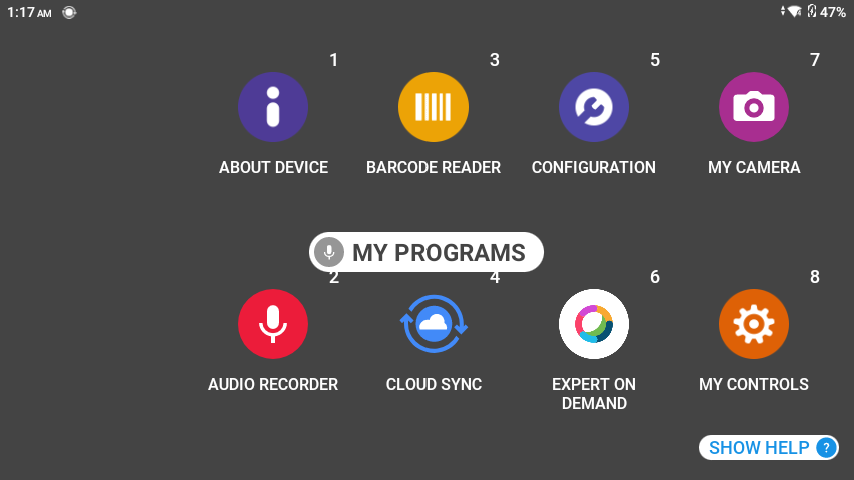 1:17 AM
47%
1
3
5
7
ABOUT DEVICE
BARCODE READER
CONFIGURATION
MY CAMERA
MY PROGRAMS
2
4
6
8
AUDIO RECORDER
CLOUD SYNC
EXPERT ON
DEMAND
MY CONTROLS
SHOW HELP ?